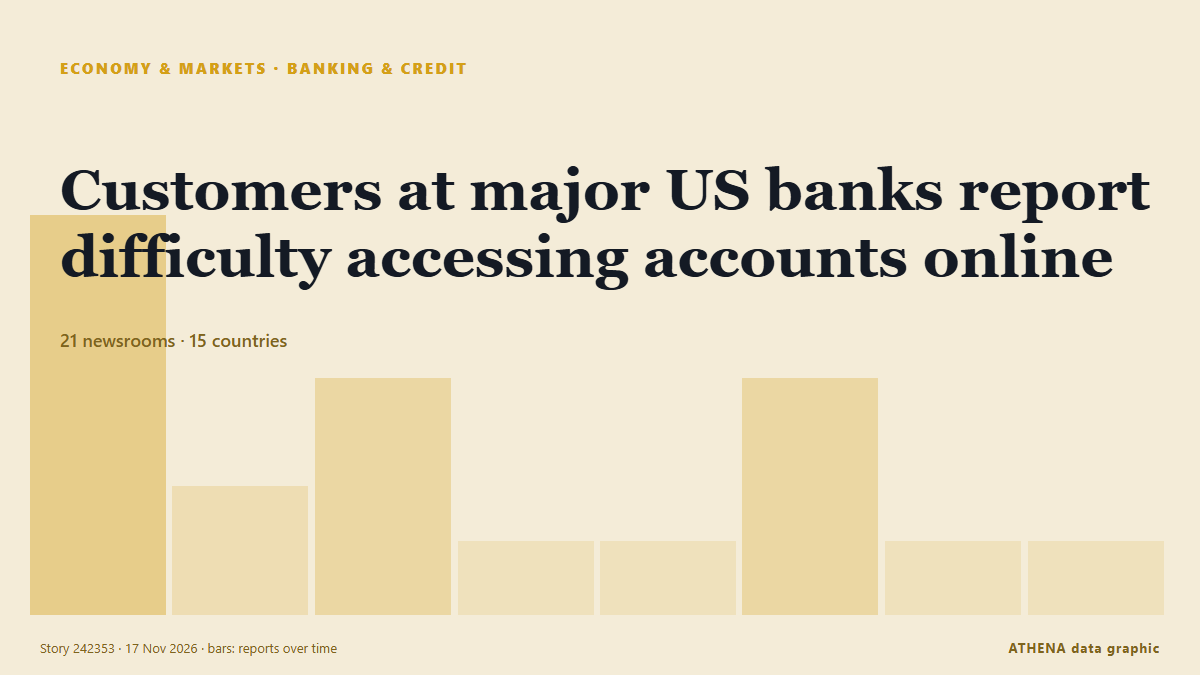 ECONOMY & MARKETS · BANKING & CREDIT
Customers at major US banks report
difficulty accessing accounts online
21 newsrooms · 15 countries
Story 242353 · 17 Nov 2026 · bars: reports over time
ATHENA data graphic